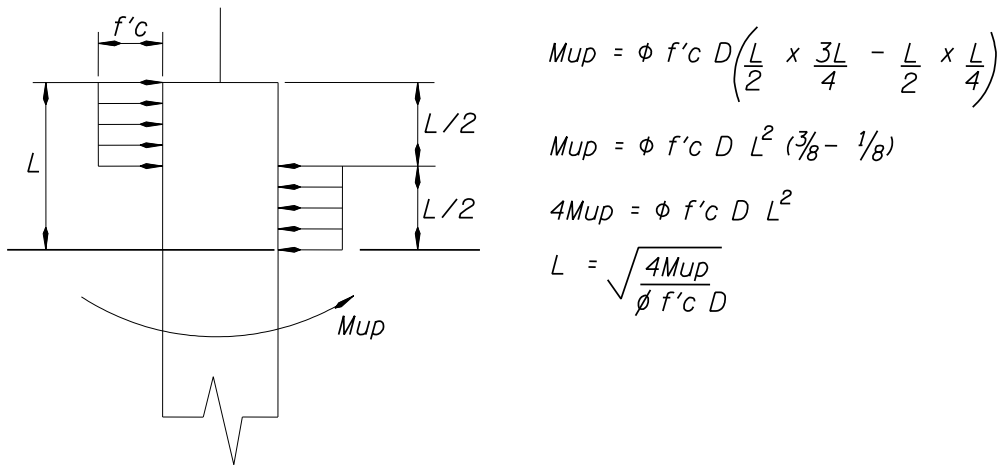 f'c
L
L/2
L/2
Mup
Mup = φ f'c D(L/2 x 3L/4 - L/2 x L/4)
Mup = φ f'c D L² (3/8 - 1/8)
4Mup = φ f'c D L²
L = √(4Mup / φ f'c D)